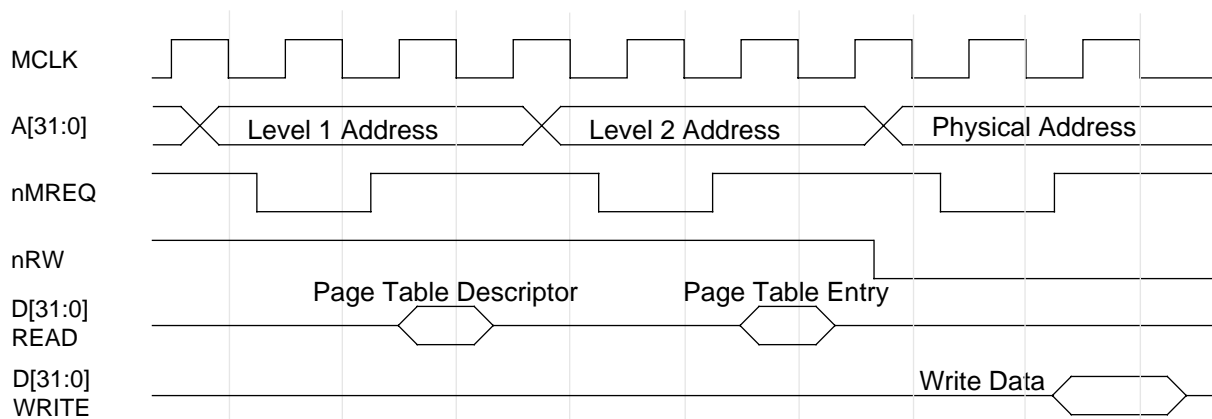 MCLK
A[31:0]
Level 1 Address
Level 2 Address
Physical Address
nMREQ
nRW
Page Table Descriptor
Page Table Entry
D[31:0]
READ
Write Data
D[31:0]
WRITE